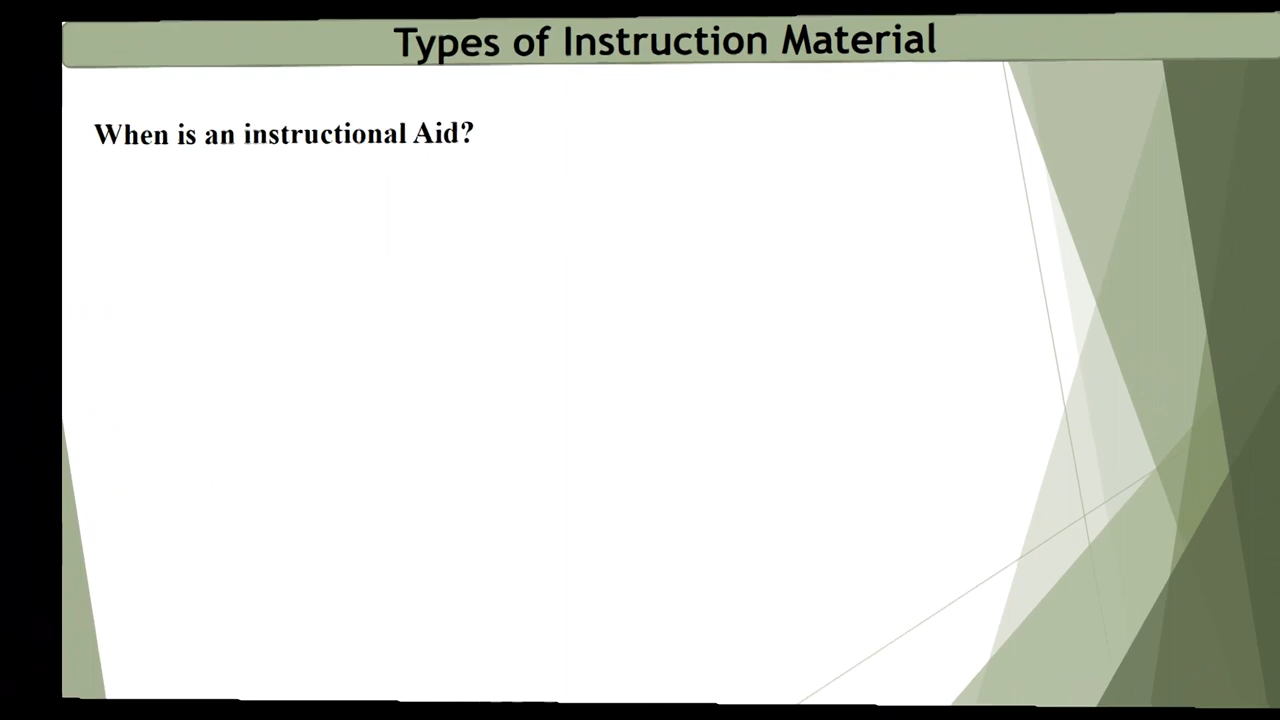 Types of Instruction Material
When is an instructional Aid?